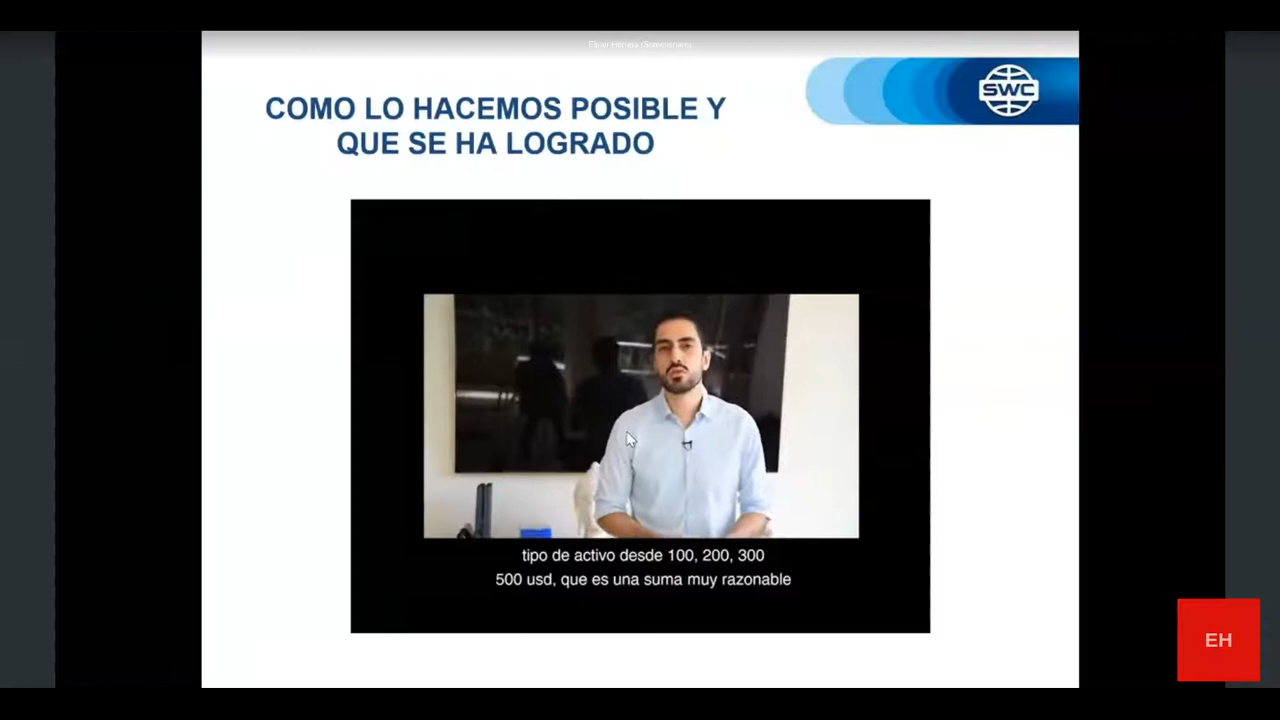 SWC
COMO LO HACEMOS POSIBLE Y
QUE SE HA LOGRADO
tipo de activo desde 100, 200, 300
500 usd, que es una suma muy razonable
EH